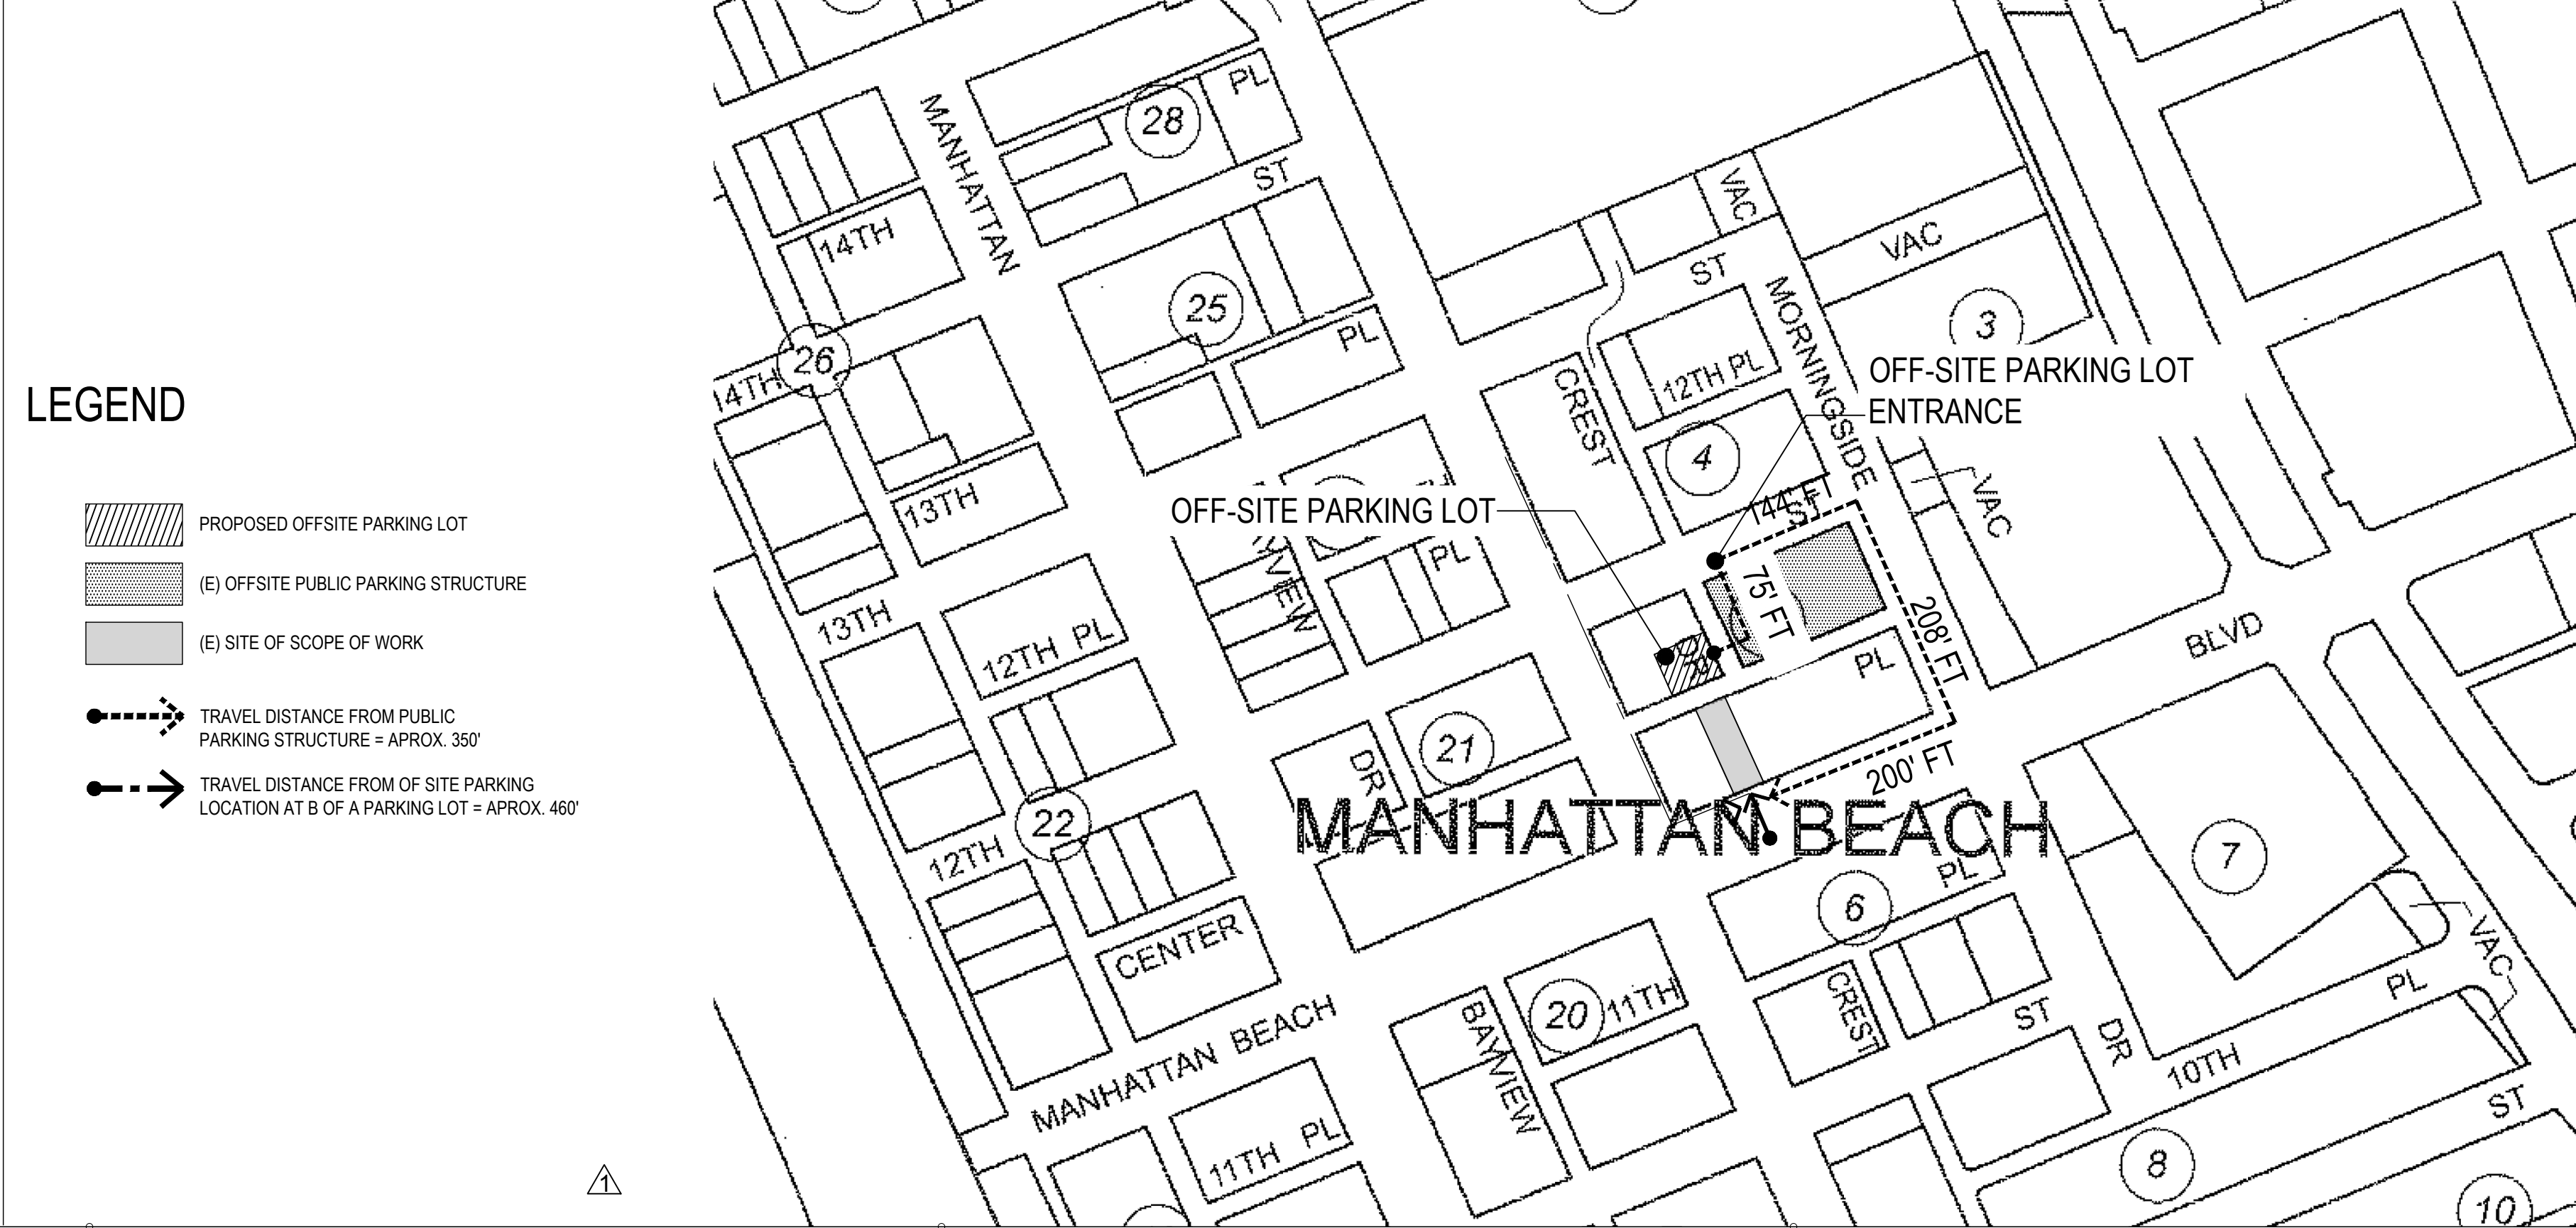 28
PL
MANHATTAN
ST
VAC
14TH
VAC
ST
25
3
MORNINGSIDE
PL
26
14TH
CREST
12TH PL
OFF-SITE PARKING LOT
ENTRANCE
LEGEND
4
13TH
144' FT
ST
VAC
OFF-SITE PARKING LOT
PROPOSED OFFSITE PARKING LOT
PL
VIEW
75' FT
(E) OFFSITE PUBLIC PARKING STRUCTURE
208' FT
13TH
BLVD
(E) SITE OF SCOPE OF WORK
12TH PL
DR
PL
TRAVEL DISTANCE FROM PUBLIC
PARKING STRUCTURE = APROX. 350'
21
DR
200' FT
TRAVEL DISTANCE FROM OF SITE PARKING
LOCATION AT B OF A PARKING LOT = APROX. 460'
22
MANHATTAN BEACH
12TH
PL
7
6
CENTER
VAC
CREST
PL
20
11TH
BAYVIEW
ST
DR
MANHATTAN BEACH
10TH
ST
11TH PL
8
1
10